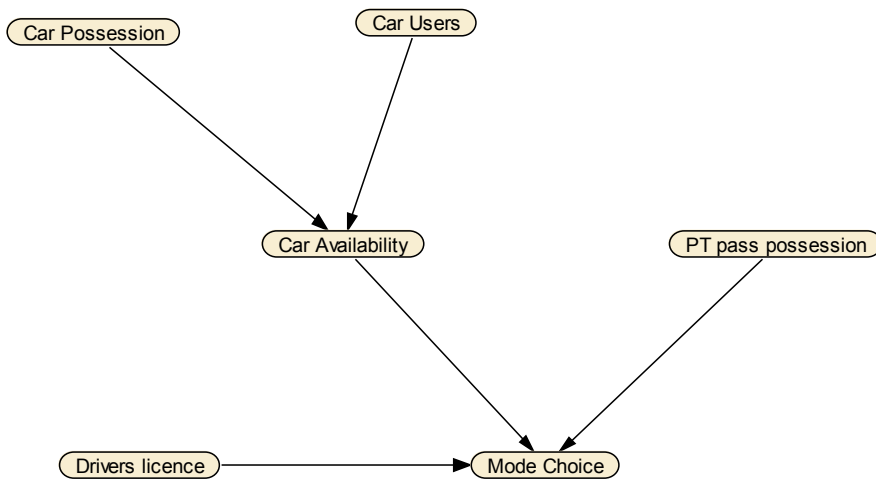 Car Possession
Car Users
Car Availability
PT pass possession
Drivers licence
Mode Choice